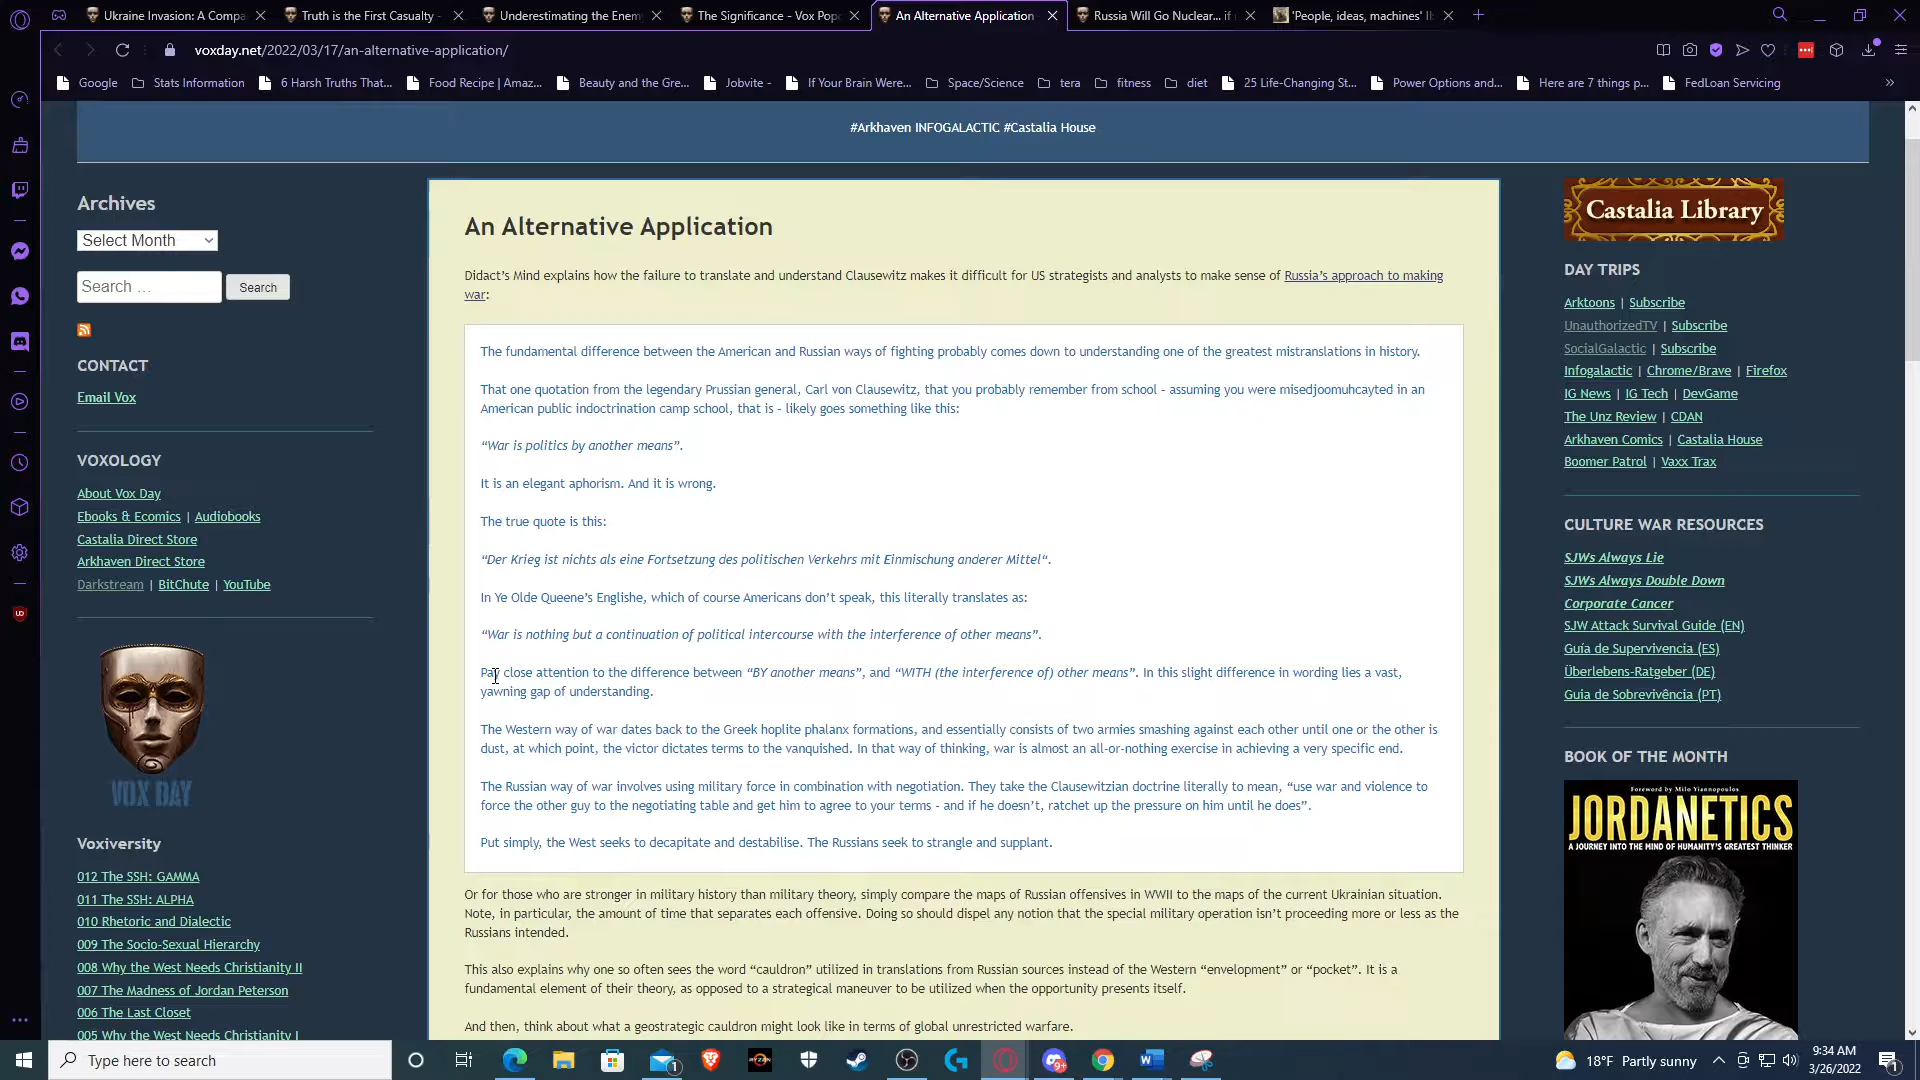 Ukraine Invasion: A Compa
Truth is the First Casualty -
Underestimating the Enem
The Significance - Vox Pop
An Alternative Application
Russia Will Go Nuclear... if
'People, ideas, machines' II
voxday.net/2022/03/17/an-alternative-application/
Google
Stats Information
6 Harsh Truths That...
Food Recipe | Amaz...
Beauty and the Gre...
Jobvite -
If Your Brain Were...
Space/Science
tera
fitness
diet
25 Life-Changing St...
Power Options and...
Here are 7 things p...
FedLoan Servicing
#Arkhaven INFOGALACTIC #Castalia House
Archives
Select Month
Search …
Search
CONTACT
Email Vox
VOXOLOGY
About Vox Day
Ebooks & Ecomics | Audiobooks
Castalia Direct Store
Arkhaven Direct Store
Darkstream | BitChute | YouTube
VOX DAY
Voxiversity
012 The SSH: GAMMA
011 The SSH: ALPHA
010 Rhetoric and Dialectic
009 The Socio-Sexual Hierarchy
008 Why the West Needs Christianity II
007 The Madness of Jordan Peterson
006 The Last Closet
005 Why the West Needs Christianity I
An Alternative Application
Didact’s Mind explains how the failure to translate and understand Clausewitz makes it difficult for US strategists and analysts to make sense of Russia’s approach to making
war:
The fundamental difference between the American and Russian ways of fighting probably comes down to understanding one of the greatest mistranslations in history.
That one quotation from the legendary Prussian general, Carl von Clausewitz, that you probably remember from school – assuming you were misedjoomuhcayted in an
American public indoctrination camp school, that is – likely goes something like this:
“War is politics by another means”.
It is an elegant aphorism. And it is wrong.
The true quote is this:
“Der Krieg ist nichts als eine Fortsetzung des politischen Verkehrs mit Einmischung anderer Mittel“.
In Ye Olde Queene’s Englishe, which of course Americans don’t speak, this literally translates as:
“War is nothing but a continuation of political intercourse with the interference of other means”.
Pay close attention to the difference between “BY another means”, and “WITH (the interference of) other means”. In this slight difference in wording lies a vast,
yawning gap of understanding.
The Western way of war dates back to the Greek hoplite phalanx formations, and essentially consists of two armies smashing against each other until one or the other is
dust, at which point, the victor dictates terms to the vanquished. In that way of thinking, war is almost an all-or-nothing exercise in achieving a very specific end.
The Russian way of war involves using military force in combination with negotiation. They take the Clausewitzian doctrine literally to mean, “use war and violence to
force the other guy to the negotiating table and get him to agree to your terms – and if he doesn’t, ratchet up the pressure on him until he does”.
Put simply, the West seeks to decapitate and destabilise. The Russians seek to strangle and supplant.
Or for those who are stronger in military history than military theory, simply compare the maps of Russian offensives in WWII to the maps of the current Ukrainian situation.
Note, in particular, the amount of time that separates each offensive. Doing so should dispel any notion that the special military operation isn’t proceeding more or less as the
Russians intended.
This also explains why one so often sees the word “cauldron” utilized in translations from Russian sources instead of the Western “envelopment” or “pocket”. It is a
fundamental element of their theory, as opposed to a strategical maneuver to be utilized when the opportunity presents itself.
And then, think about what a geostrategic cauldron might look like in terms of global unrestricted warfare.
Castalia Library
DAY TRIPS
Arktoons | Subscribe
UnauthorizedTV | Subscribe
SocialGalactic | Subscribe
Infogalactic | Chrome/Brave | Firefox
IG News | IG Tech | DevGame
The Unz Review | CDAN
Arkhaven Comics | Castalia House
Boomer Patrol | Vaxx Trax
CULTURE WAR RESOURCES
SJWs Always Lie
SJWs Always Double Down
Corporate Cancer
SJW Attack Survival Guide (EN)
Guía de Supervivencia (ES)
Überlebens-Ratgeber (DE)
Guia de Sobrevivência (PT)
BOOK OF THE MONTH
Foreword by Milo Yiannopoulos
JORDANETICS
A JOURNEY INTO THE MIND OF HUMANITY'S GREATEST THINKER
Type here to search
1
RYZEN
9+
18°F Partly sunny
9:34 AM
3/26/2022
1